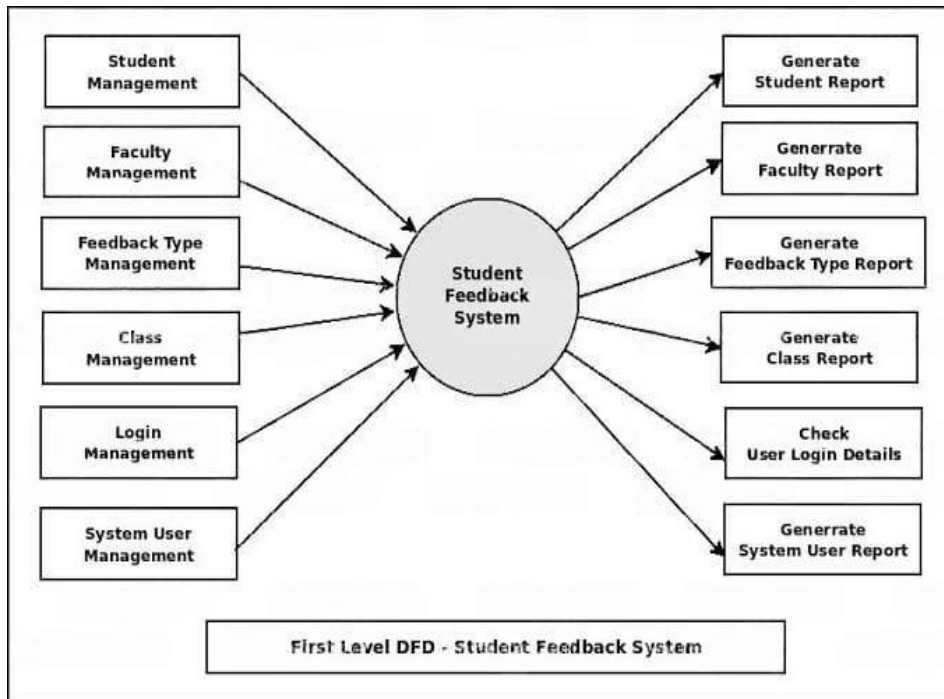 Student
Management
Faculty
Management
Feedback Type
Management
Class
Management
Login
Management
System User
Management
Student
Feedback
System
Generate
Student Report
Generrate
Faculty Report
Generate
Feedback Type Report
Generate
Class Report
Check
User Login Details
Generrate
System User Report
First Level DFD - Student Feedback System